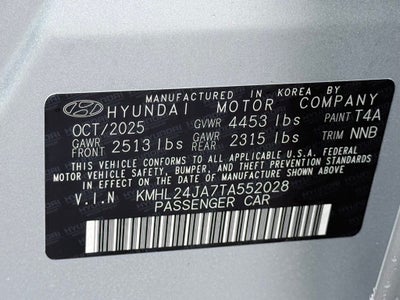 MANUFACTURED IN KOREA BY
HYUNDAI MOTOR COMPANY
OCT/2025 GVWR 4453 lbs PAINT T4A
GAWR FRONT 2513 lbs GAWR REAR 2315 lbs TRIM NNB
THIS VEHICLE CONFORMS TO ALL APPLICABLE U.S.A. FEDERAL
MOTOR VEHICLE SAFETY, BUMPER, AND THEFT PREVENTION STANDARDS
IN EFFECT ON THE DATE OF MANUFACTURE SHOWN ABOVE.
V.I.N KMHL24JA7TA552028
PASSENGER CAR